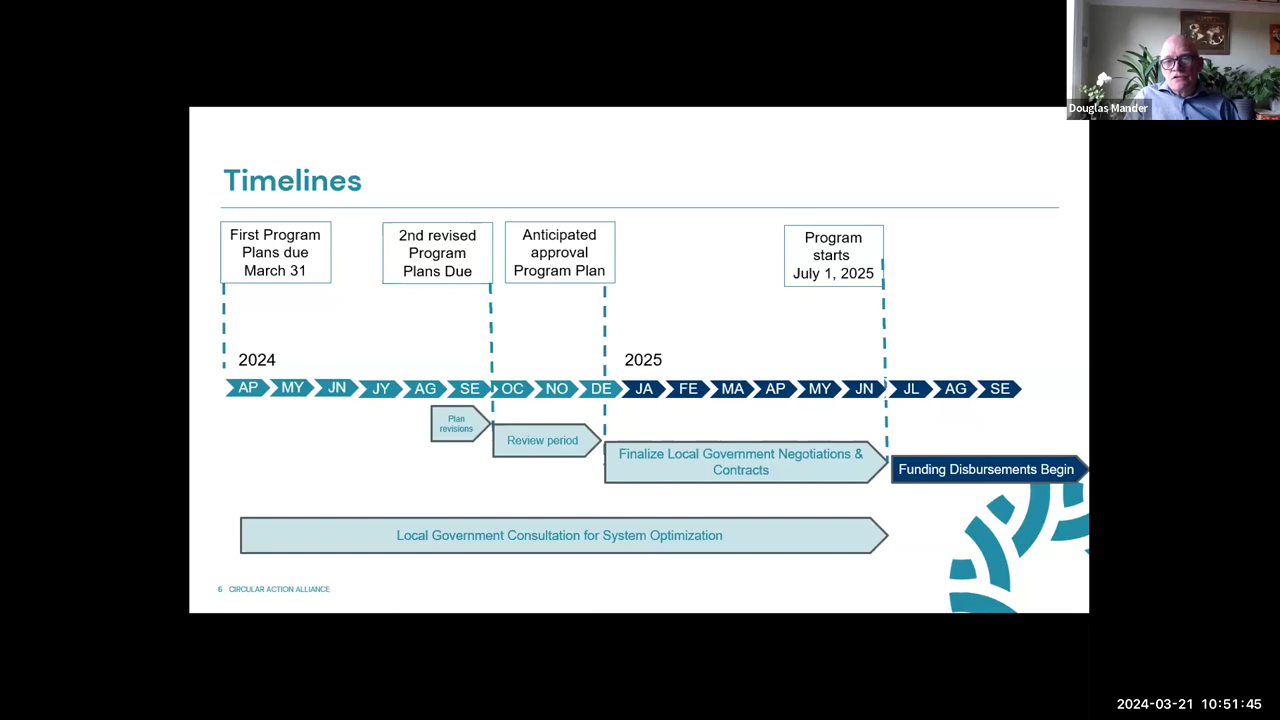 Douglas Mander
Timelines
First Program
Plans due
March 31
2nd revised
Program
Plans Due
Anticipated
approval
Program Plan
Program
starts
July 1, 2025
2024
2025
AP MY JN JY AG SE OC NO DE JA FE MA AP MY JN JL AG SE
Plan
revisions
Review period
Finalize Local Government Negotiations &
Contracts
Funding Disbursements Begin
Local Government Consultation for System Optimization
6 CIRCULAR ACTION ALLIANCE
2024-03-21 10:51:45